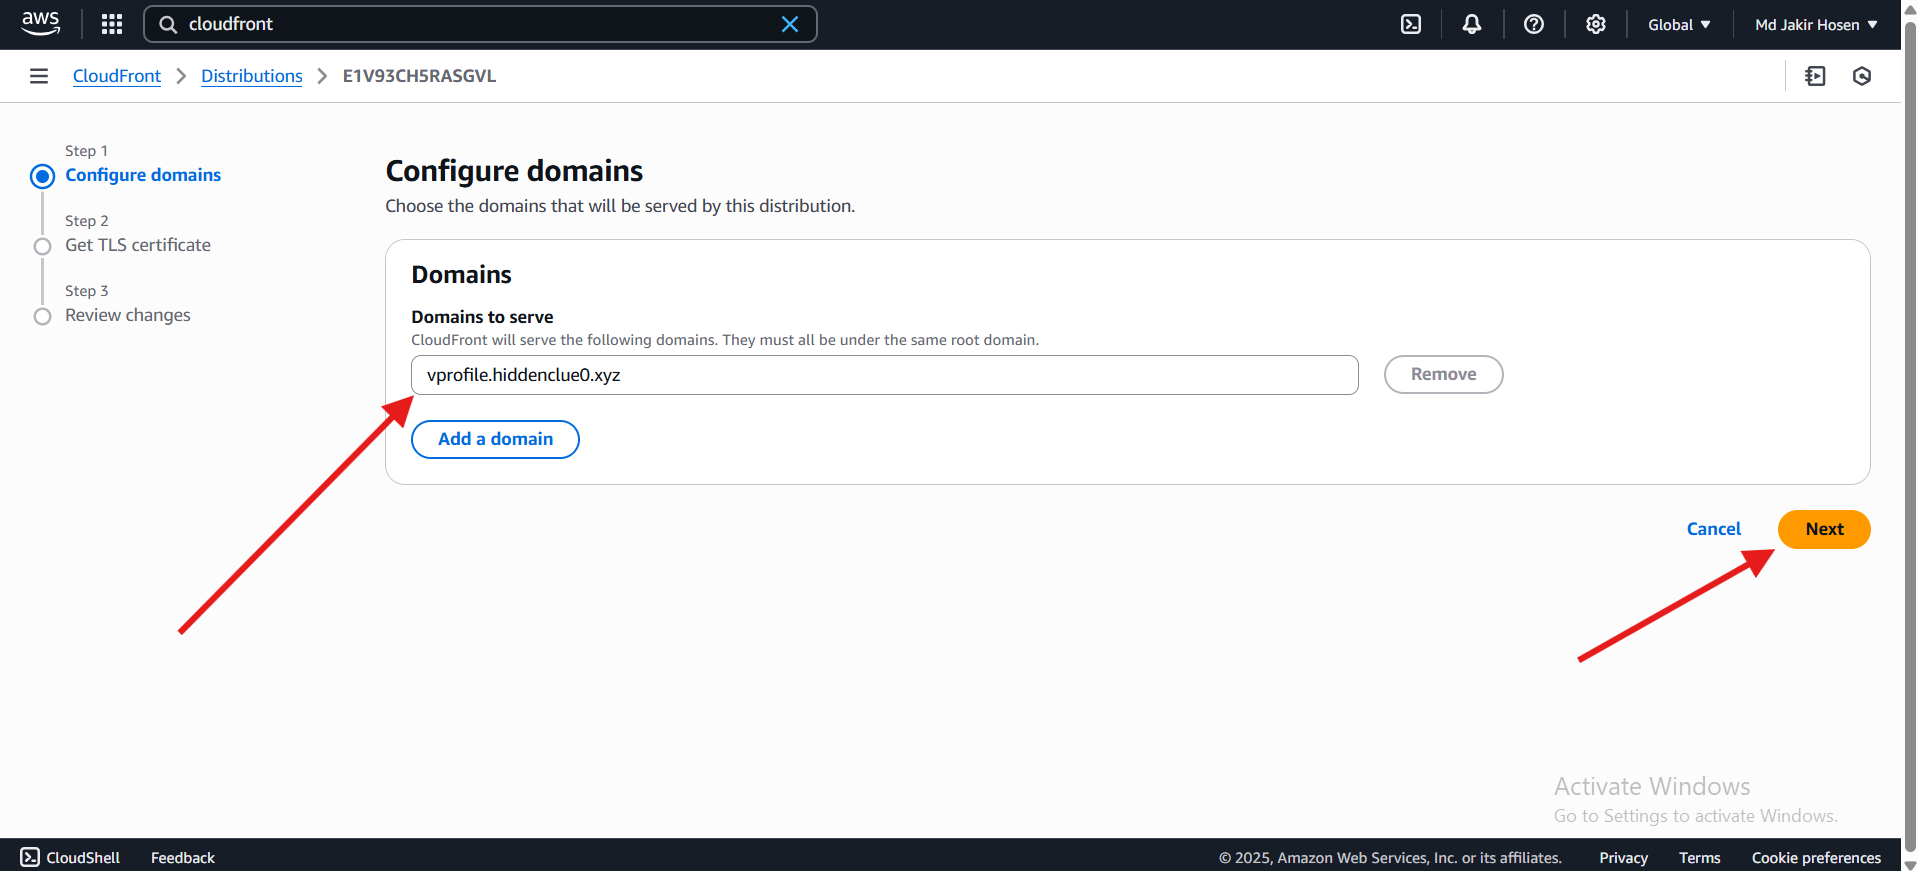 aws
cloudfront
Global
Md Jakir Hosen
CloudFront
Distributions
E1V93CH5RASGVL
Step 1
Configure domains
Step 2
Get TLS certificate
Step 3
Review changes
Configure domains
Choose the domains that will be served by this distribution.
Domains
Domains to serve
CloudFront will serve the following domains. They must all be under the same root domain.
vprofile.hiddenclue0.xyz
Remove
Add a domain
Cancel
Next
Activate Windows
Go to Settings to activate Windows.
CloudShell
Feedback
© 2025, Amazon Web Services, Inc. or its affiliates.
Privacy
Terms
Cookie preferences